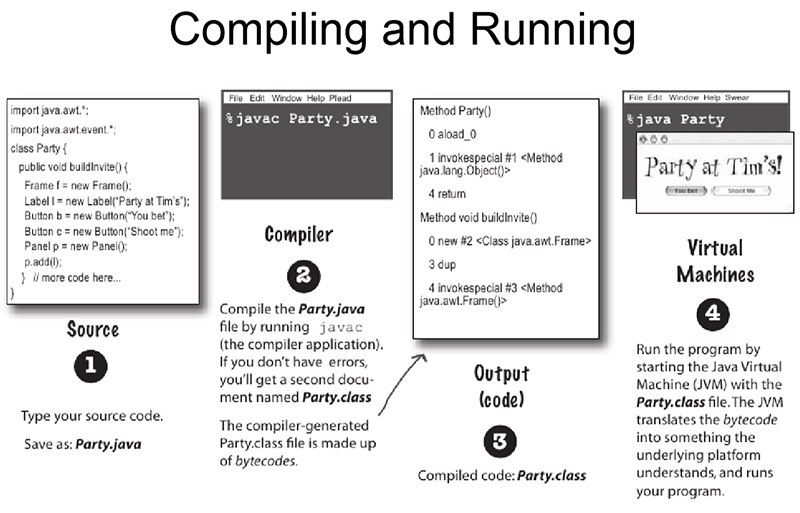 Compiling and Running
import java.awt.*;
import java.awt.event.*;
class Party {
public void buildInvite() {
Frame f = new Frame();
Label l = new Label("Party at Tim's");
Button b = new Button("You bet");
Button c = new Button("Shoot me");
Panel p = new Panel();
p.add(l);
} // more code here...
}
Source
1
Type your source code.
Save as: Party.java
File Edit Window Help Plead
%javac Party.java
Compiler
2
Compile the Party.java
file by running javac
(the compiler application).
If you don't have errors,
you'll get a second docu-
ment named Party.class
The compiler-generated
Party.class file is made up
of bytecodes.
Method Party()
0 aload_0
1 invokespecial #1 <Method
java.lang.Object()>
4 return
Method void buildInvite()
0 new #2 <Class java.awt.Frame>
3 dup
4 invokespecial #3 <Method
java.awt.Frame()>
Output
(code)
3
Compiled code: Party.class
File Edit Window Help Swear
%java Party
Party at Tim's!
You bet Shoot Me
Virtual
Machines
4
Run the program by
starting the Java Virtual
Machine (JVM) with the
Party.class file. The JVM
translates the bytecode
into something the
underlying platform
understands, and runs
your program.